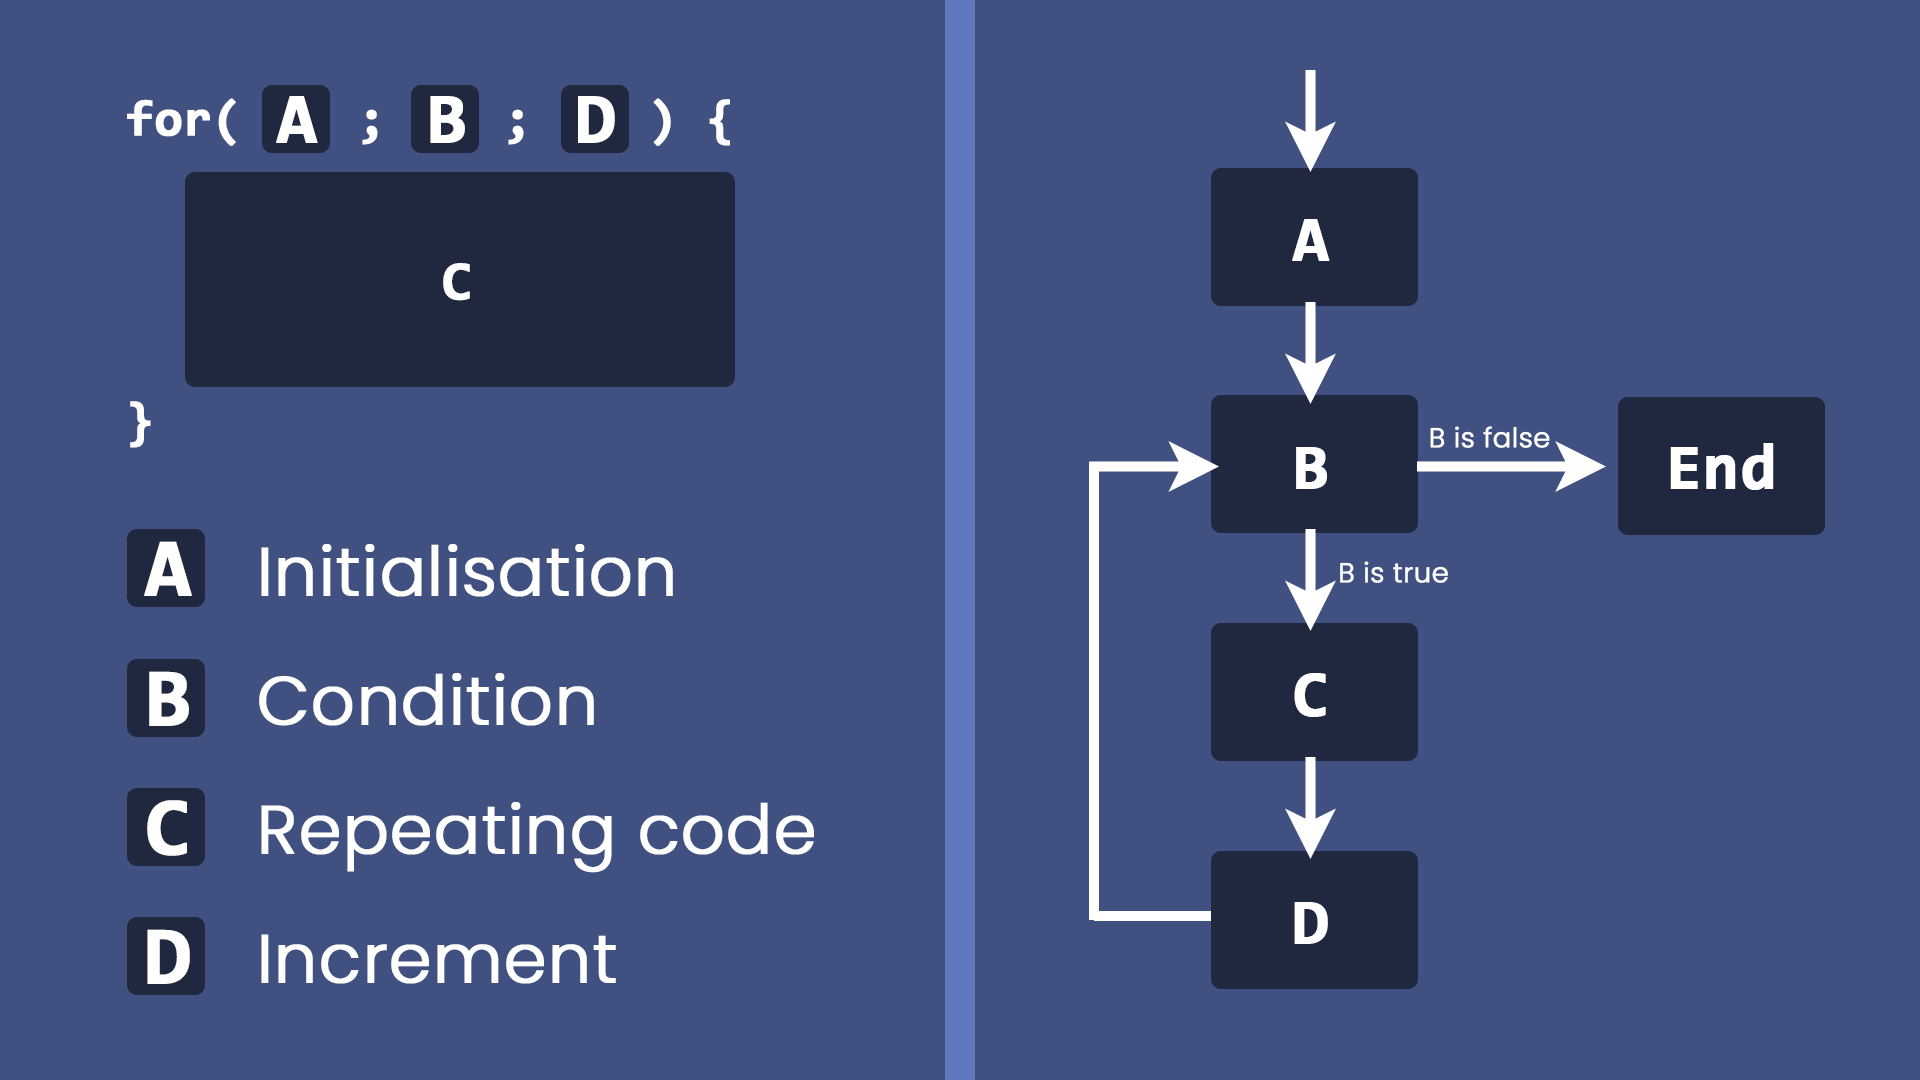 for( A ; B ; D ) {
C
}
A Initialisation
B Condition
C Repeating code
D Increment
A
B
B is false
End
B is true
C
D